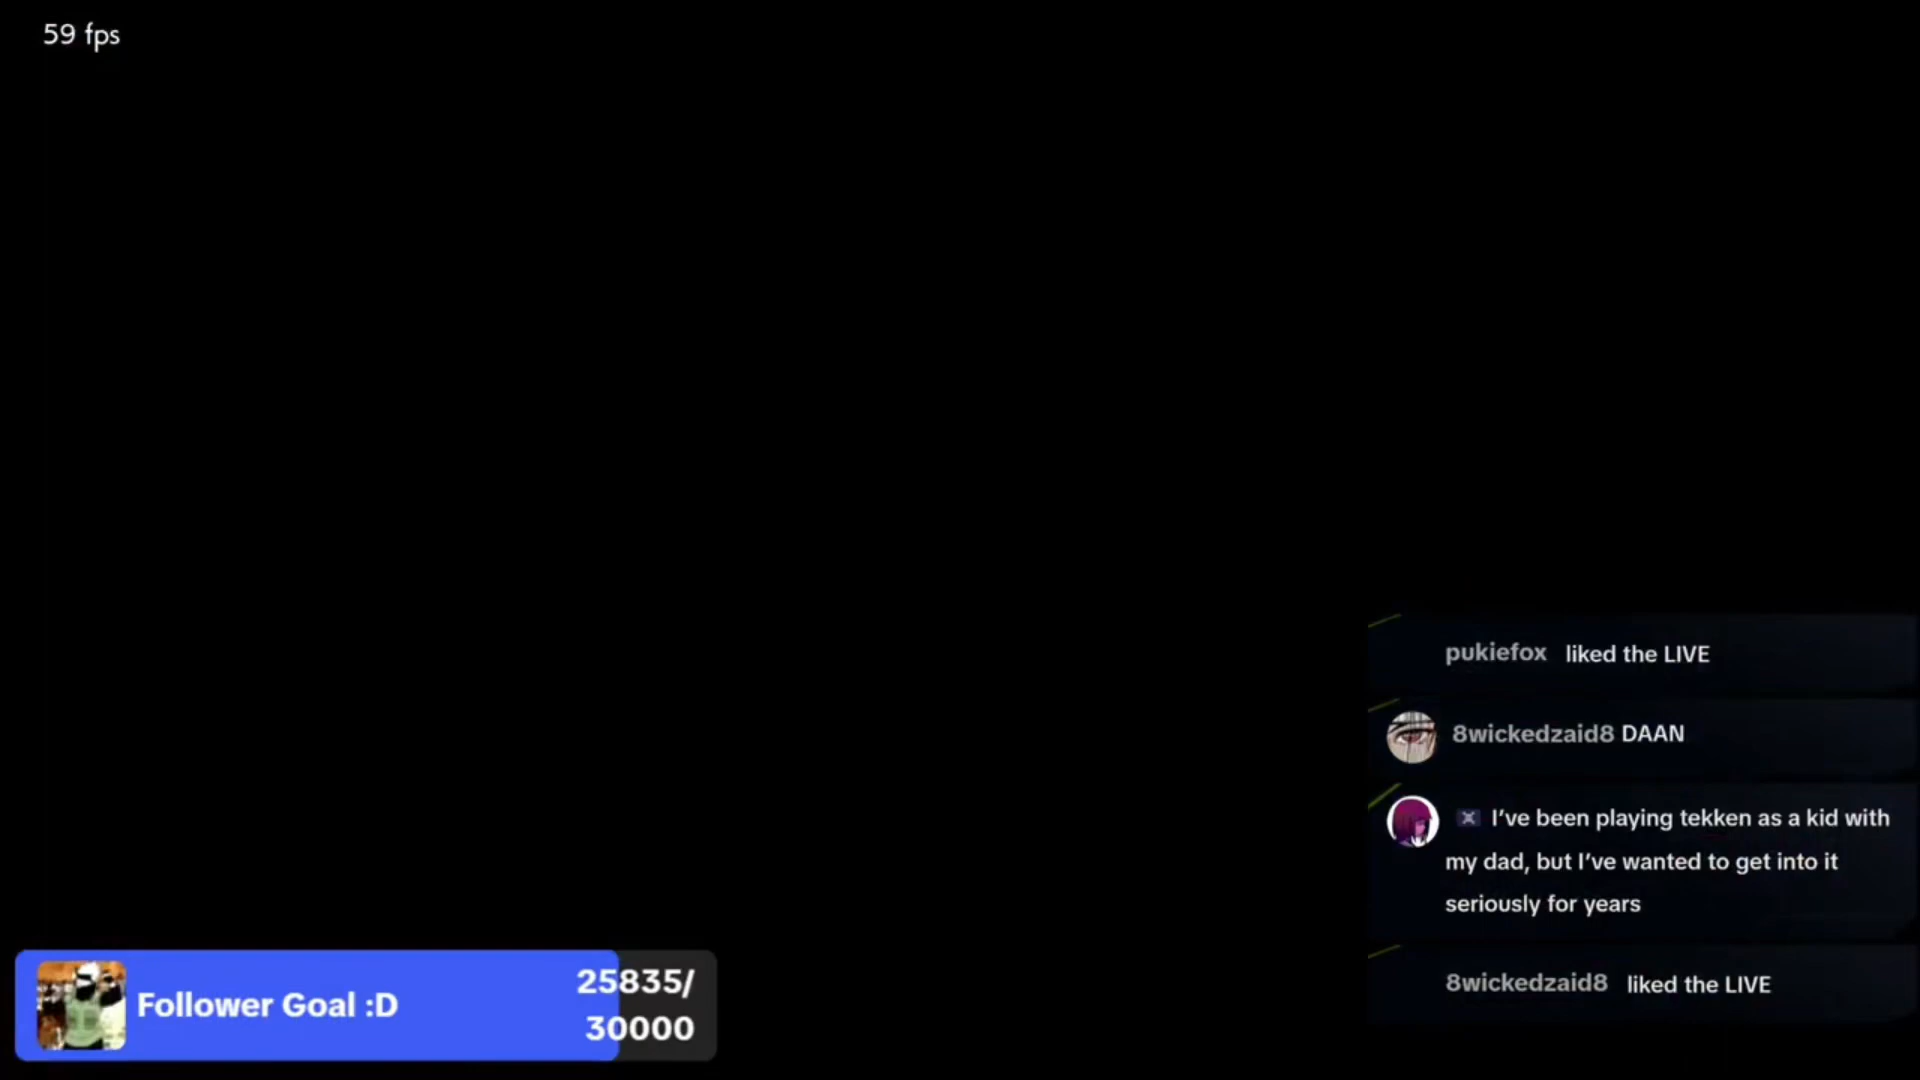 59 fps
pukiefox liked the LIVE
8wickedzaid8 DAAN
I’ve been playing tekken as a kid with
my dad, but I’ve wanted to get into it
seriously for years
8wickedzaid8 liked the LIVE
Follower Goal :D
25835/
30000